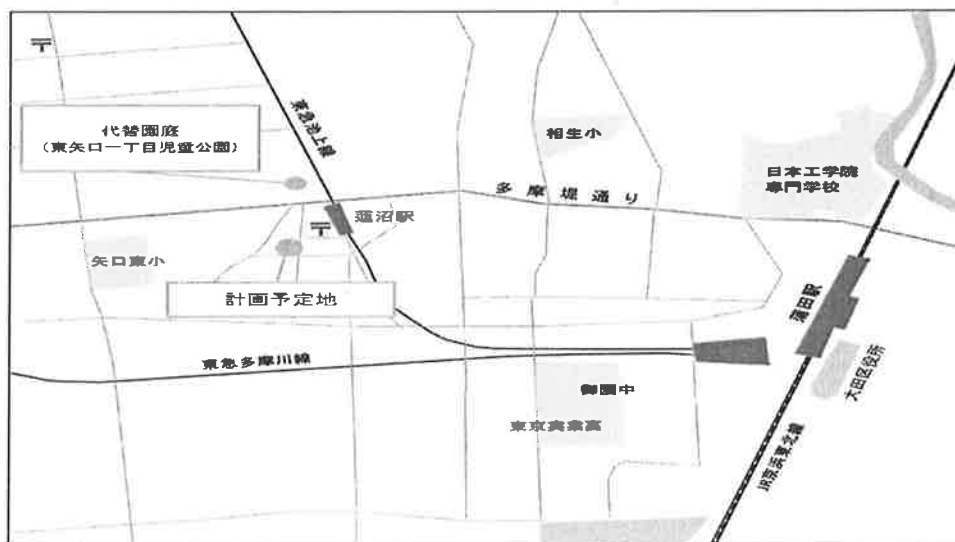 〒
代替園庭
(東矢口一丁目児童公園)
東急池上線
相生小
日本工学院
専門学校
多摩堤通り
蓮沼駅
〒
矢口東小
計画予定地
蒲田駅
東急多摩川線
大田区役所
御園中
東京実業高
JR京浜東北線